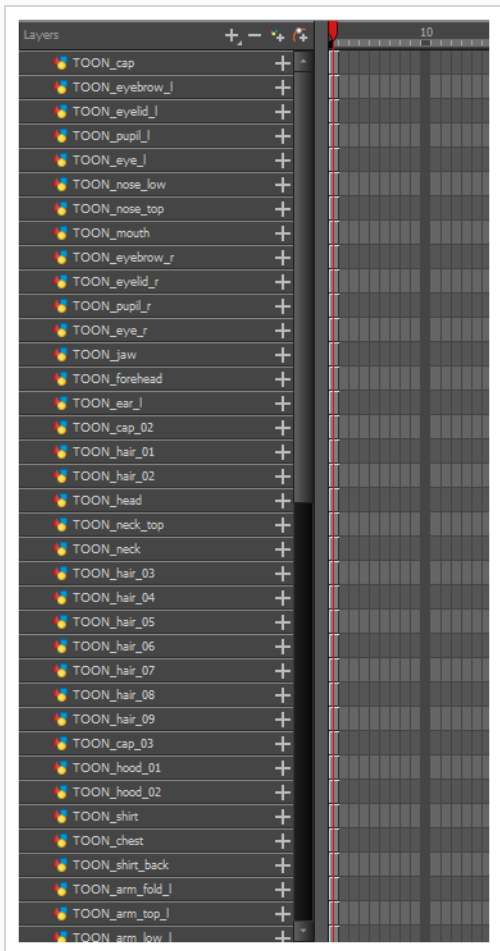 Layers
10
TOON_cap
TOON_eyebrow_l
TOON_eyelid_l
TOON_pupil_l
TOON_eye_l
TOON_nose_low
TOON_nose_top
TOON_mouth
TOON_eyebrow_r
TOON_eyelid_r
TOON_pupil_r
TOON_eye_r
TOON_jaw
TOON_forehead
TOON_ear_l
TOON_cap_02
TOON_hair_01
TOON_hair_02
TOON_head
TOON_neck_top
TOON_neck
TOON_hair_03
TOON_hair_04
TOON_hair_05
TOON_hair_06
TOON_hair_07
TOON_hair_08
TOON_hair_09
TOON_cap_03
TOON_hood_01
TOON_hood_02
TOON_shirt
TOON_chest
TOON_shirt_back
TOON_arm_fold_l
TOON_arm_top_l
TOON_arm_low_l